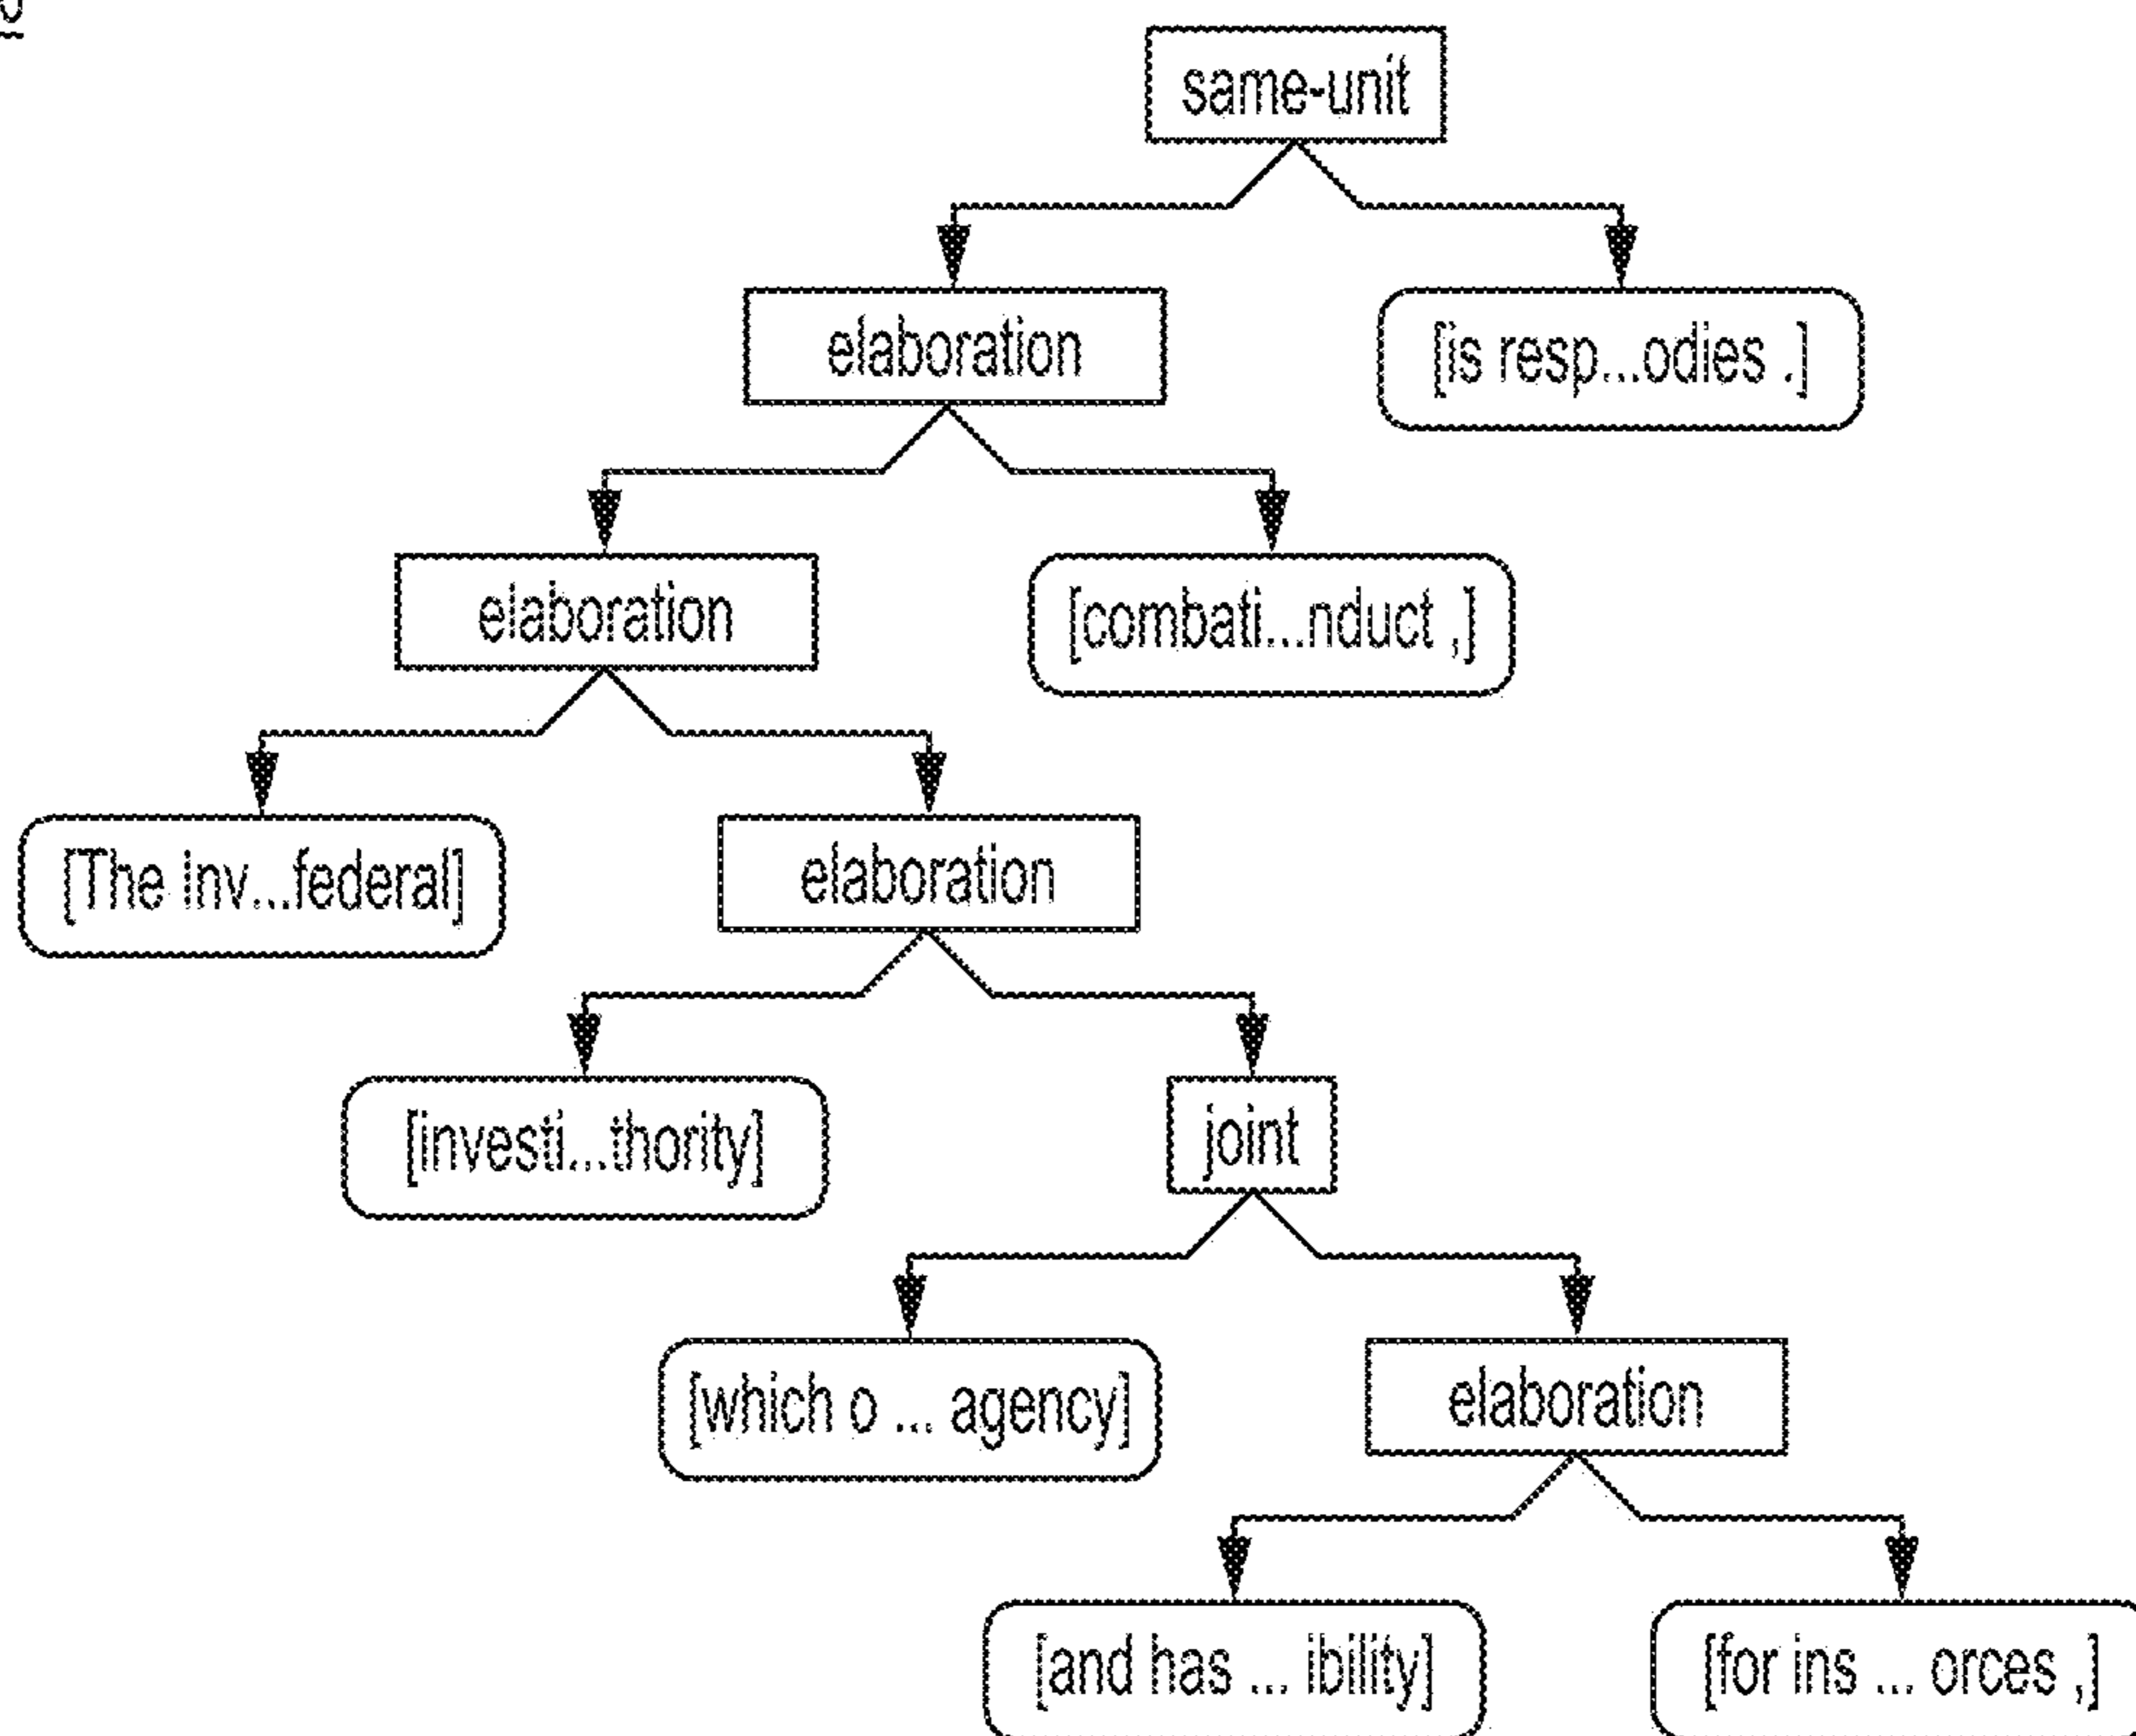 same-unit
elaboration
[is resp...odies .]
elaboration
[combati...nduct ,]
[The inv...federal]
elaboration
[investi...thority]
joint
[which o ... agency]
elaboration
[and has ... ibility]
[for ins ... orces ,]